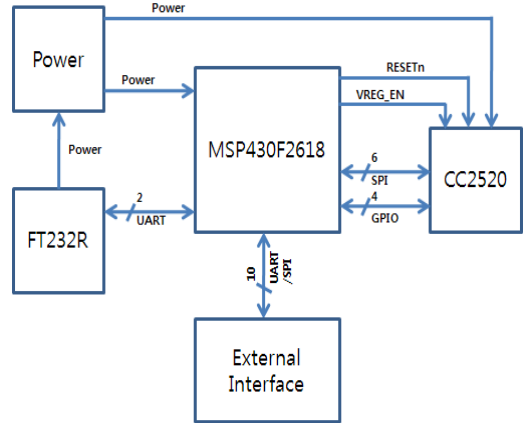 Power
Power
Power
RESETn
VREG_EN
MSP430F2618
Power
6
SPI
CC2520
4
GPIO
2
UART
FT232R
10
UART
/SPI
External
Interface